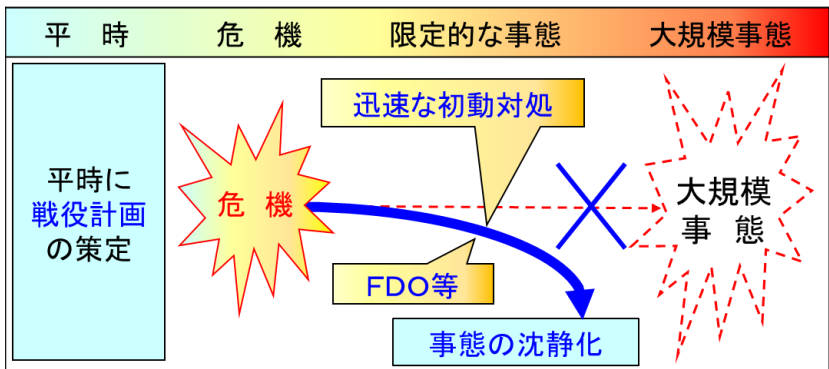 平 時 危 機 限定的な事態 大規模事態
迅速な初動対処
平時に
戦役計画
の策定
危 機
大規模
事 態
FDO等
事態の沈静化